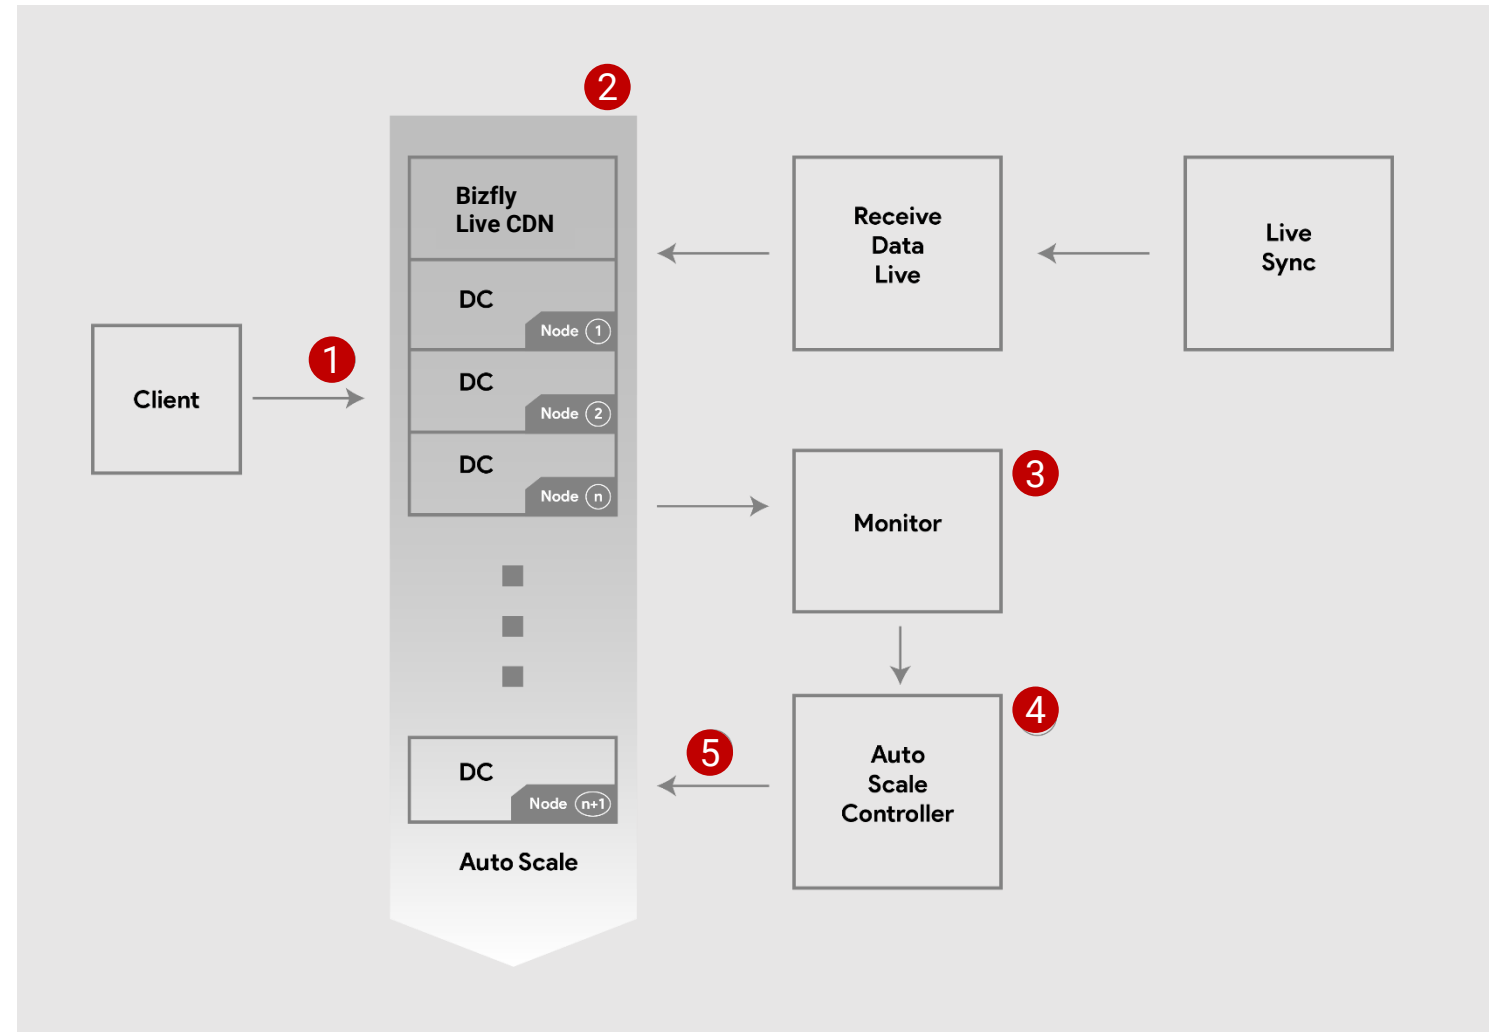 2
Bizfly
Live CDN
DC
Node 1
DC
Node 2
DC
Node n
DC
Node n+1
Auto Scale
1
Client
Receive
Data
Live
Live
Sync
3
Monitor
4
Auto
Scale
Controller
5